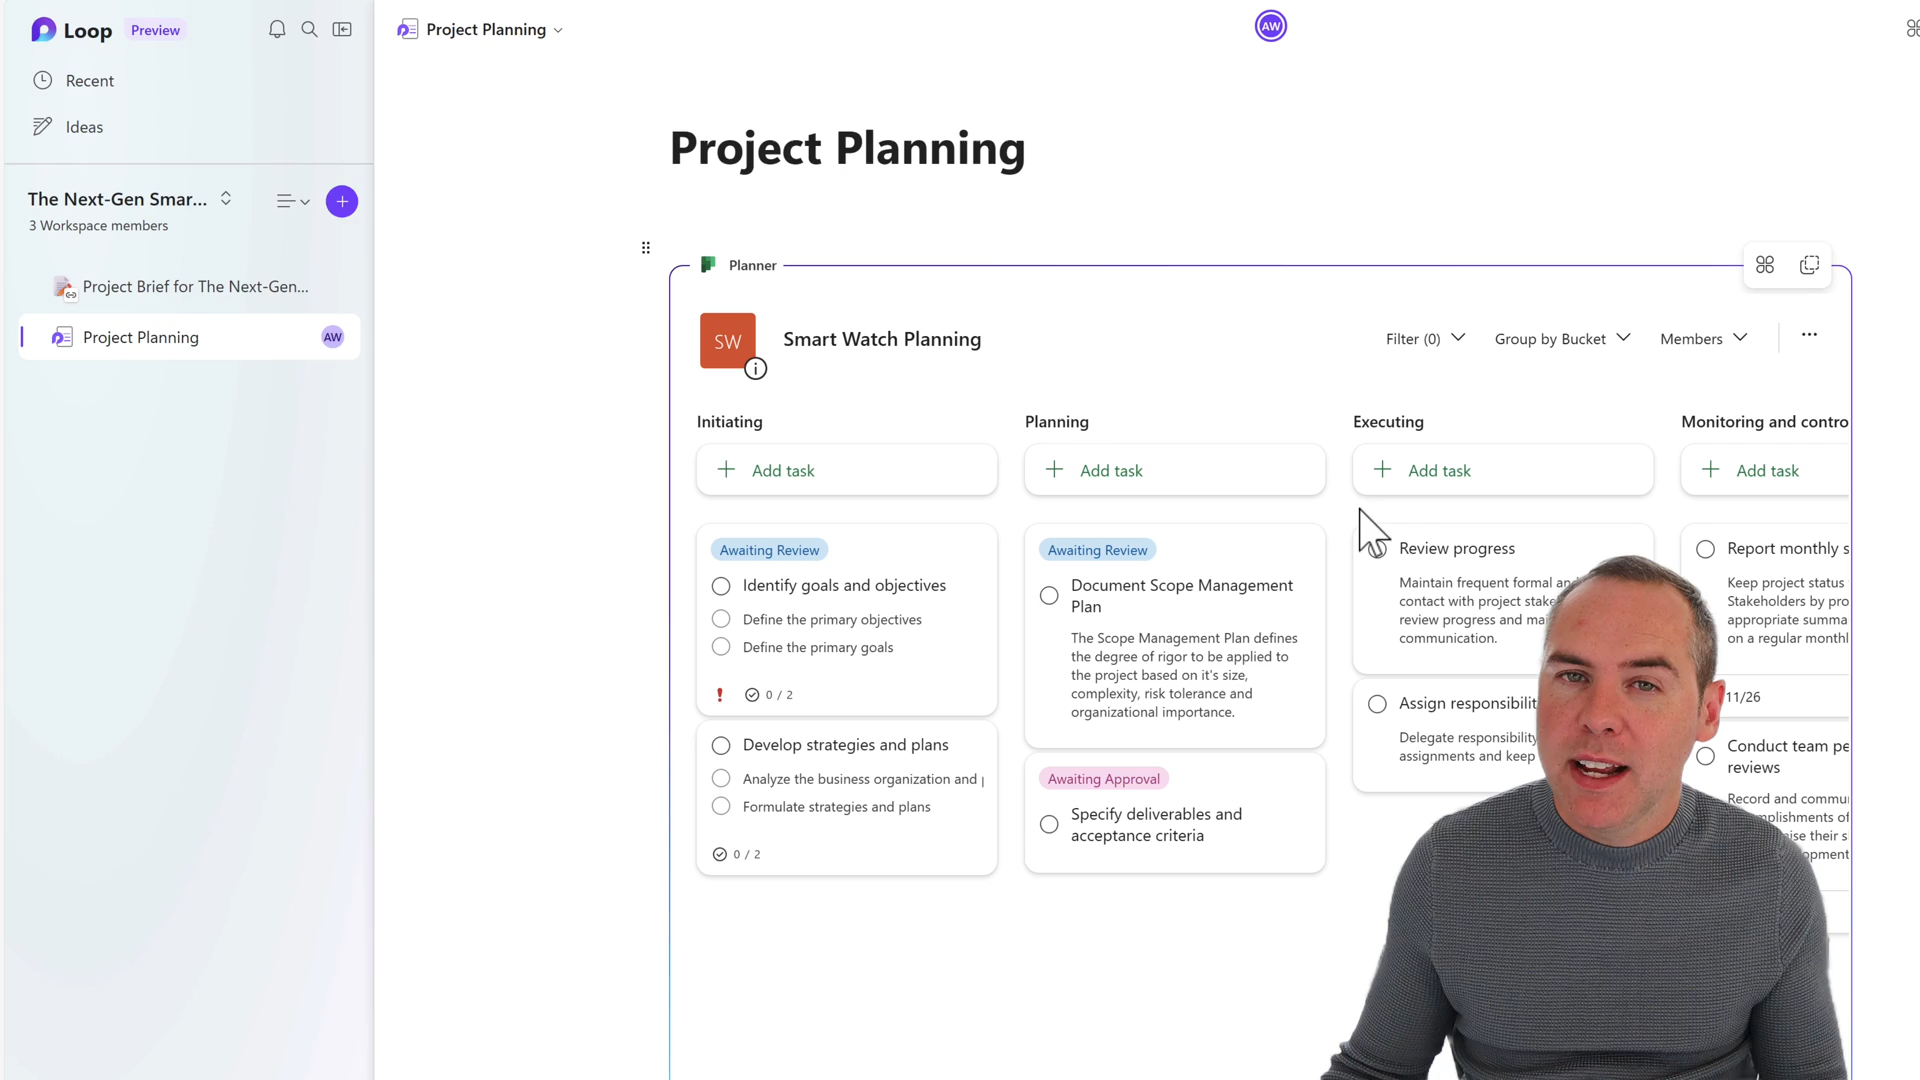 Loop Preview
Recent
Ideas
The Next-Gen Smar...
3 Workspace members
Project Brief for The Next-Gen...
Project Planning AW
Project Planning
AW
Project Planning
Planner
SW
Smart Watch Planning
Filter (0)
Group by Bucket
Members
Initiating
Add task
Awaiting Review
Identify goals and objectives
Define the primary objectives
Define the primary goals
0 / 2
Develop strategies and plans
Analyze the business organization and
Formulate strategies and plans
0 / 2
Planning
Add task
Awaiting Review
Document Scope Management
Plan
The Scope Management Plan defines
the degree of rigor to be applied to
the project based on it's size,
complexity, risk tolerance and
organizational importance.
Awaiting Approval
Specify deliverables and
acceptance criteria
Executing
Add task
Review progress
Maintain frequent formal an
contact with project stake
review progress and ma
communication.
Assign responsibilit
Delegate responsibility
assignments and keep
Monitoring and contro
Add task
Report monthly s
Keep project status
Stakeholders by pro
appropriate summa
on a regular monthl
11/26
Conduct team pe
reviews
Record and commu
mplishments of
ise their s
opment